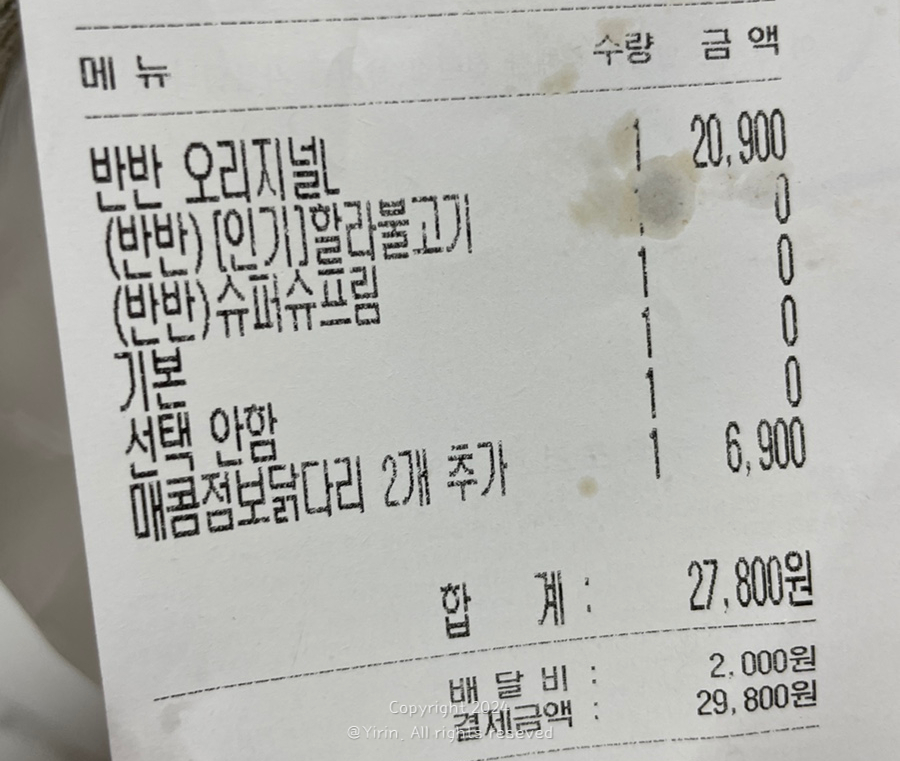 메 뉴 수량 금 액
반반 오리지널L 1 20,900
(반반)[인기]할라불고기 1 0
(반반)슈퍼슈프림 1 0
기본 1 0
선택 안함 1 0
매콤점보닭다리 2개 추가 1 6,900
합 계 : 27,800원
배 달 비 : 2,000원
결제금액 : 29,800원
Copyright 2024.
@Yirin. All rights reseved